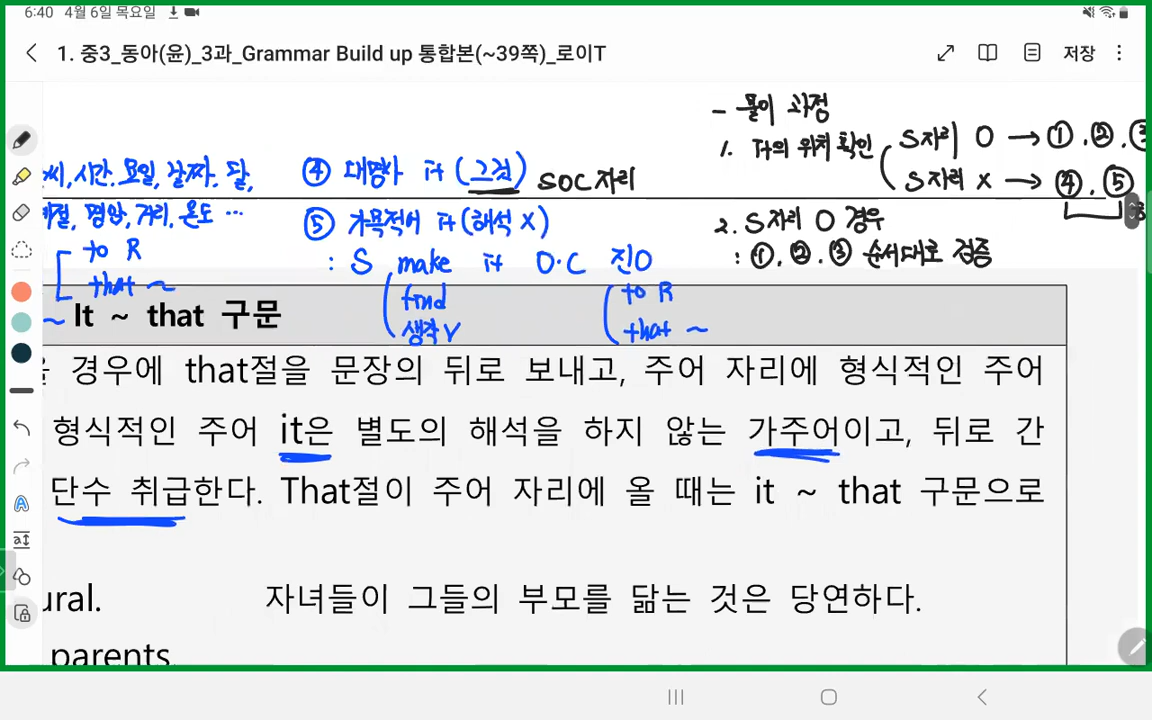 6:40 4월 6일 목요일
1. 중3_동아(윤)_3과_Grammar Build up 통합본(~39쪽)_로이T
저장
- 풀이 과정
1. It의 위치 확인
S자리 O → ①, ②, ③
S자리 X → ④, ⑤
2. S자리 O 경우
: ①, ②, ③ 순서대로 검증
씨, 시간, 요일, 날짜, 달,
계절, 명암, 거리, 온도 ...
to R
that ~
④ 대명사 it (그것) SOC자리
⑤ 가목적어 it (해석 X)
: S make it O·C 진O
find
생각V
to R
that ~
~ It ~ that 구문
을 경우에 that절을 문장의 뒤로 보내고, 주어 자리에 형식적인 주어
형식적인 주어 it은 별도의 해석을 하지 않는 가주어이고, 뒤로 간
단수 취급한다. That절이 주어 자리에 올 때는 it ~ that 구문으로
ural. 자녀들이 그들의 부모를 닮는 것은 당연하다.
parents.